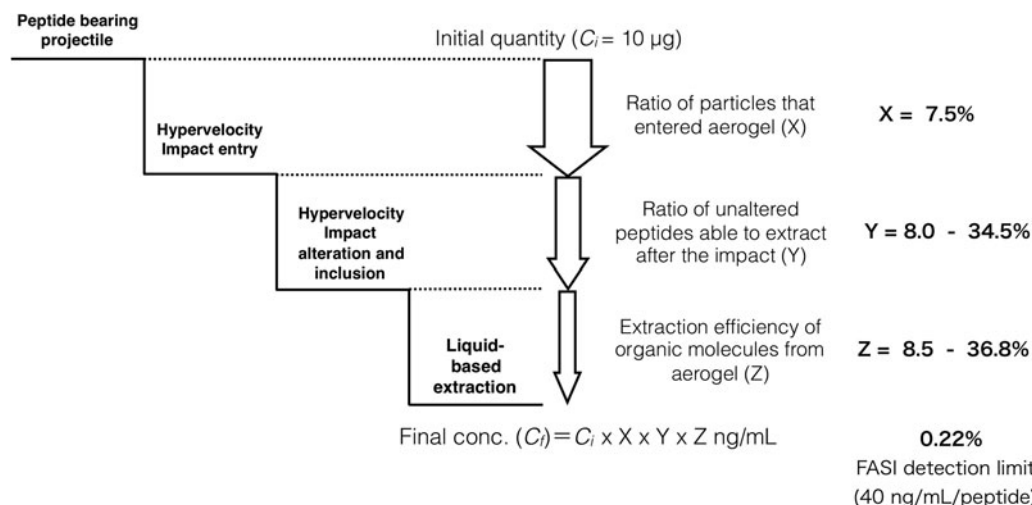 Peptide bearing
projectile
Initial quantity (Ci = 10 μg)
Hypervelocity
Impact entry
Ratio of particles that
entered aerogel (X)
X = 7.5%
Hypervelocity
Impact
alteration and
inclusion
Ratio of unaltered
peptides able to extract
after the impact (Y)
Y = 8.0 - 34.5%
Liquid-
based
extraction
Extraction efficiency of
organic molecules from
aerogel (Z)
Z = 8.5 - 36.8%
Final conc. (Cf)=Ci x X x Y x Z ng/mL
0.22%
FASI detection limit
(40 ng/mL/peptide)